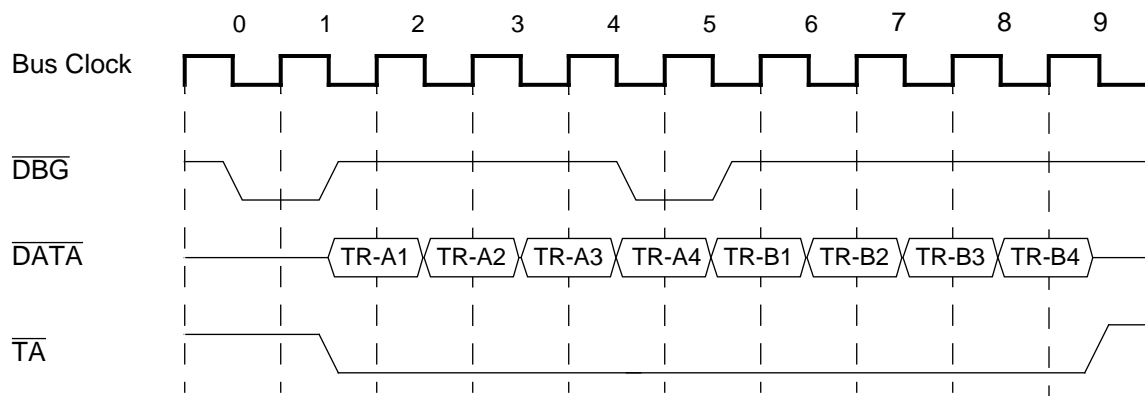 0 1 2 3 4 5 6 7 8 9
Bus Clock
DBG
DATA TR-A1 TR-A2 TR-A3 TR-A4 TR-B1 TR-B2 TR-B3 TR-B4
TA